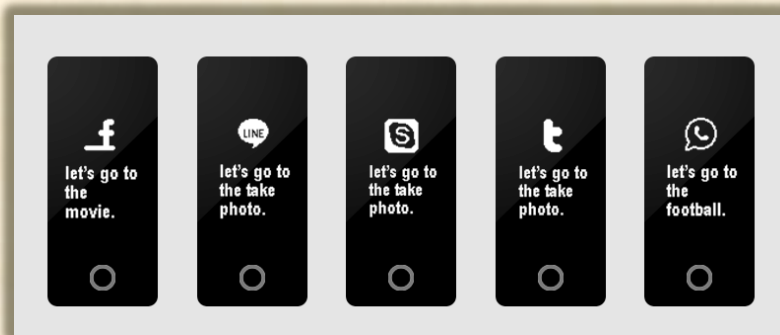 f
let's go to
the
movie.
LINE
let's go to
the take
photo.
S
let's go to
the take
photo.
t
let's go to
the take
photo.
let's go to
the
football.